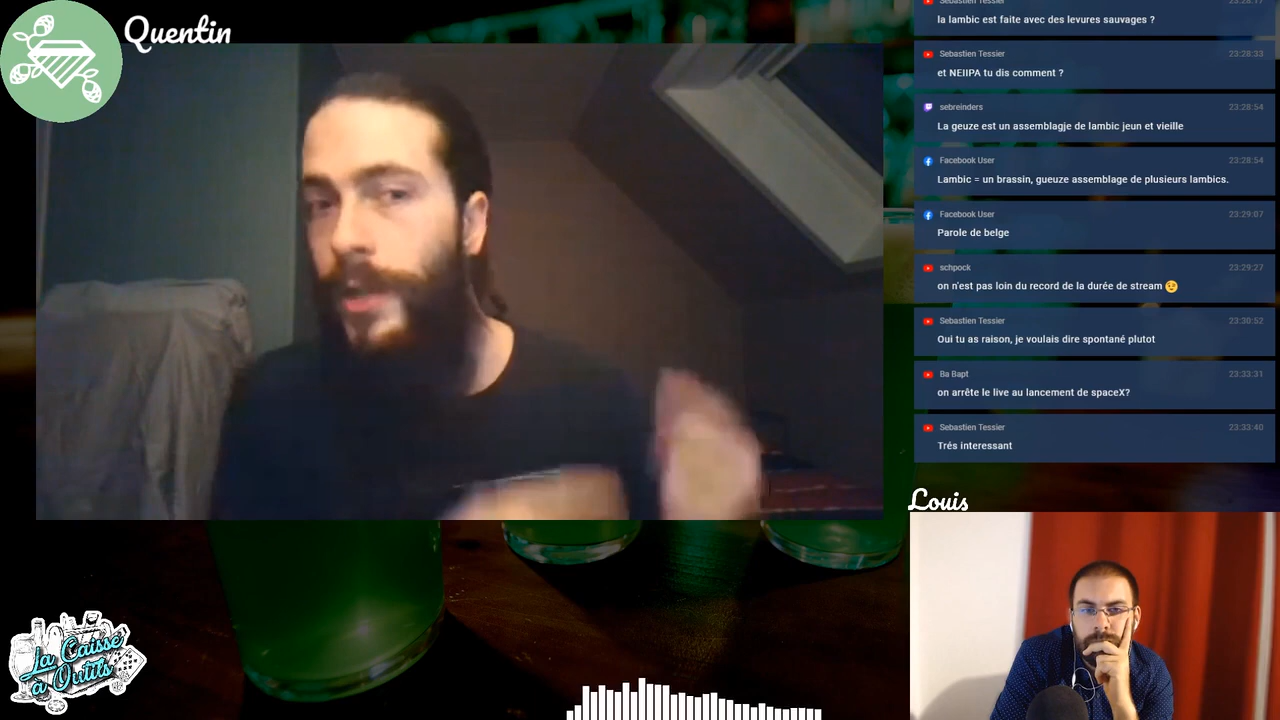 Quentin
Sebastien Tessier 23:28:17
la lambic est faite avec des levures sauvages ?
Sebastien Tessier 23:28:33
et NEIIPA tu dis comment ?
sebreinders 23:28:54
La geuze est un assemblagje de lambic jeun et vieille
Facebook User 23:28:54
Lambic = un brassin, gueuze assemblage de plusieurs lambics.
Facebook User 23:29:07
Parole de belge
schpock 23:29:27
on n'est pas loin du record de la durée de stream
Sebastien Tessier 23:30:52
Oui tu as raison, je voulais dire spontané plutot
Ba Bapt 23:33:31
on arrête le live au lancement de spaceX?
Sebastien Tessier 23:33:40
Trés interessant
Louis
La Caisse
à Outils